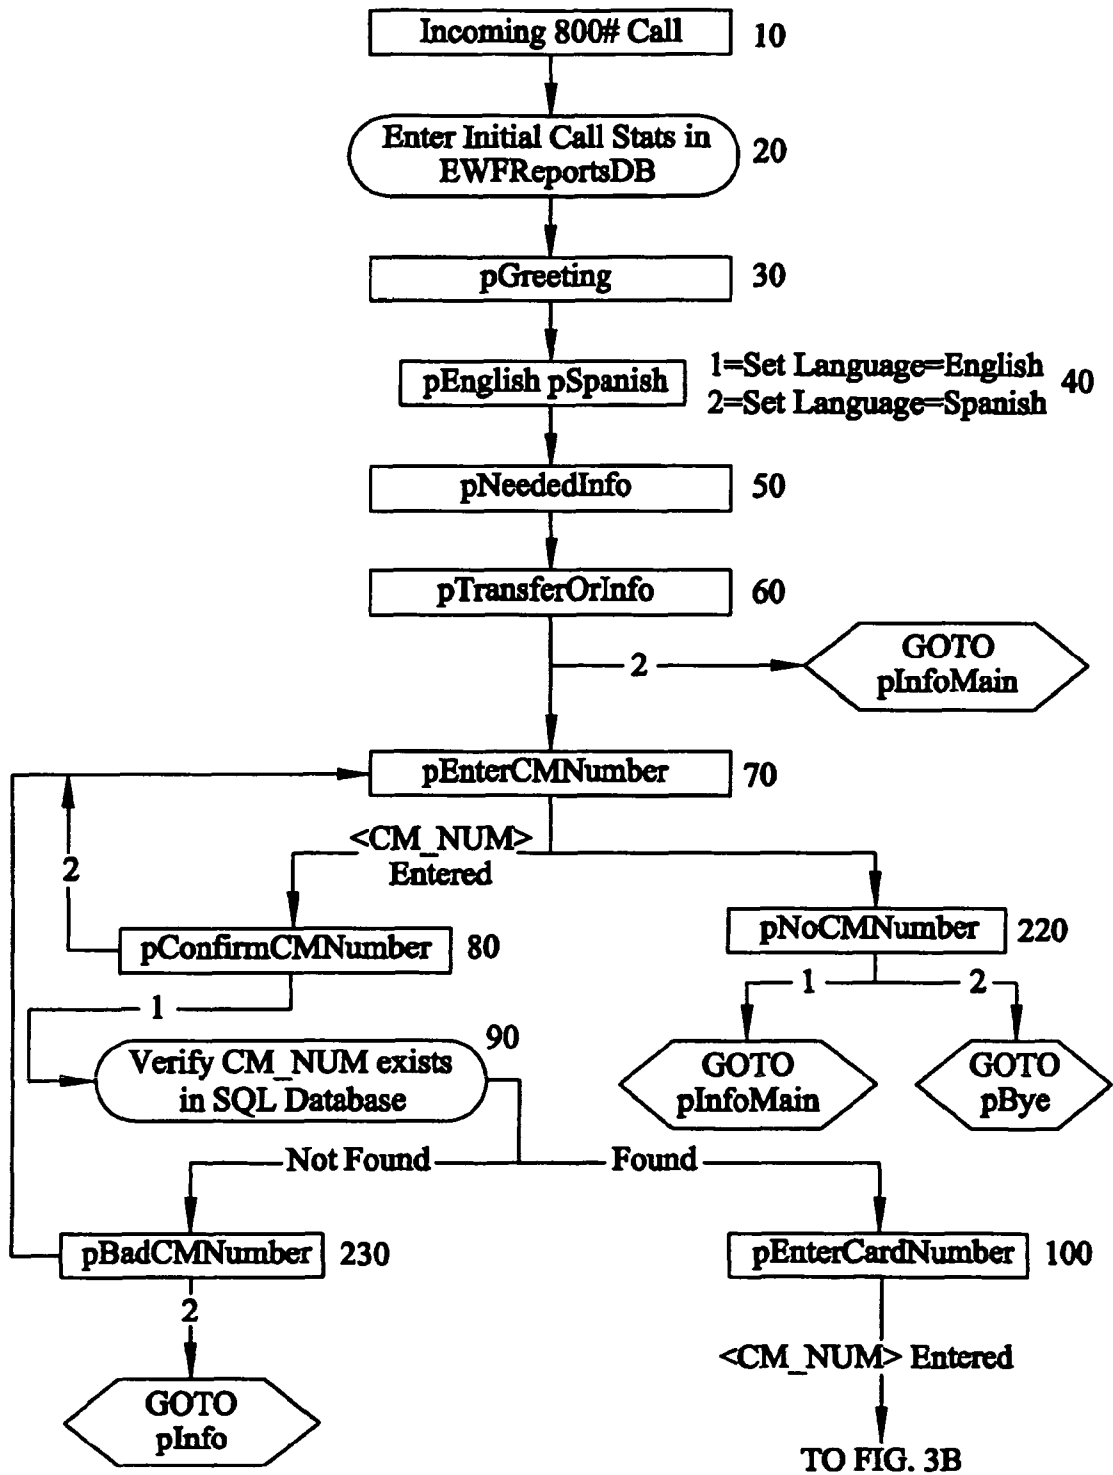 Incoming 800# Call
10
Enter Initial Call Stats in
EWFReportsDB
20
pGreeting
30
pEnglish pSpanish
1=Set Language=English
2=Set Language=Spanish
40
pNeededInfo
50
pTransferOrInfo
60
2
GOTO
pInfoMain
pEnterCMNumber
70
<CM_NUM>
Entered
2
pConfirmCMNumber
80
pNoCMNumber
220
1
1
2
Verify CM_NUM exists
in SQL Database
90
GOTO
pInfoMain
GOTO
pBye
Not Found
Found
pBadCMNumber
230
pEnterCardNumber
100
2
<CM_NUM> Entered
GOTO
pInfo
TO FIG. 3B